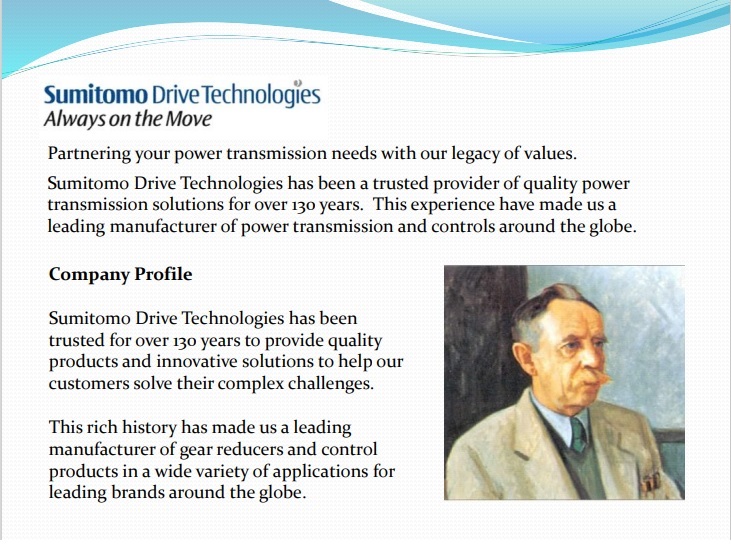 Sumitomo Drive Technologies
Always on the Move
Partnering your power transmission needs with our legacy of values.
Sumitomo Drive Technologies has been a trusted provider of quality power
transmission solutions for over 130 years.  This experience have made us a
leading manufacturer of power transmission and controls around the globe.
Company Profile
Sumitomo Drive Technologies has been
trusted for over 130 years to provide quality
products and innovative solutions to help our
customers solve their complex challenges.
This rich history has made us a leading
manufacturer of gear reducers and control
products in a wide variety of applications for
leading brands around the globe.